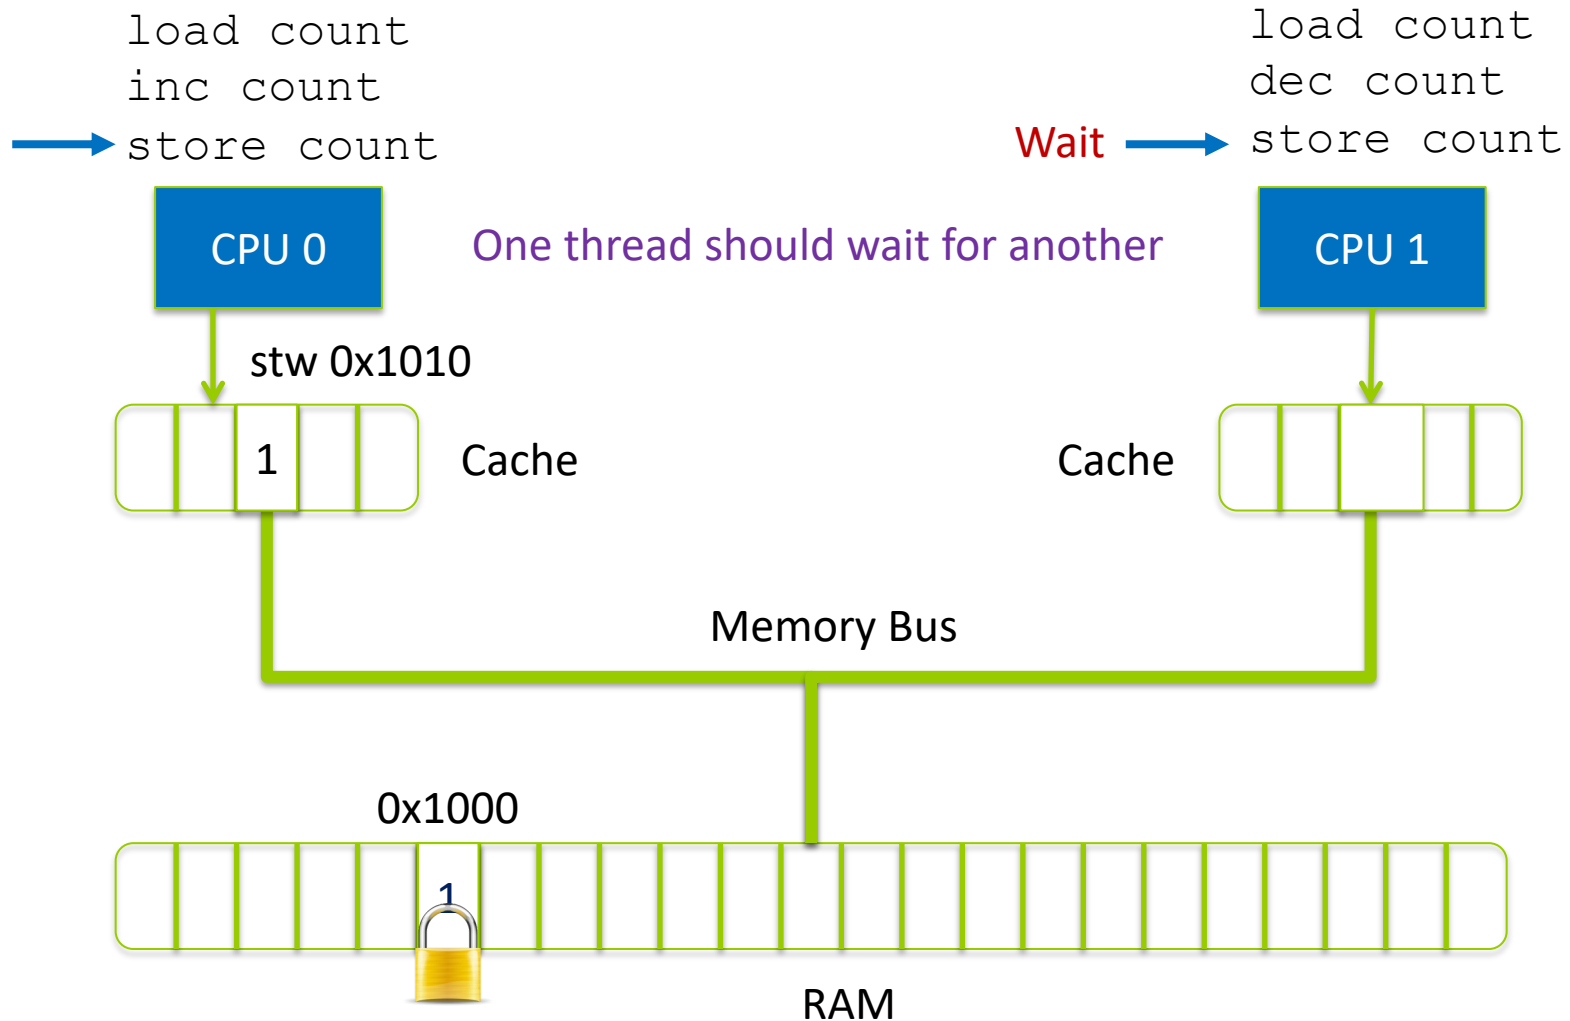 load count
inc count
store count
load count
dec count
Wait
store count
CPU 0
One thread should wait for another
CPU 1
stw 0x1010
1
Cache
Cache
Memory Bus
0x1000
1
RAM